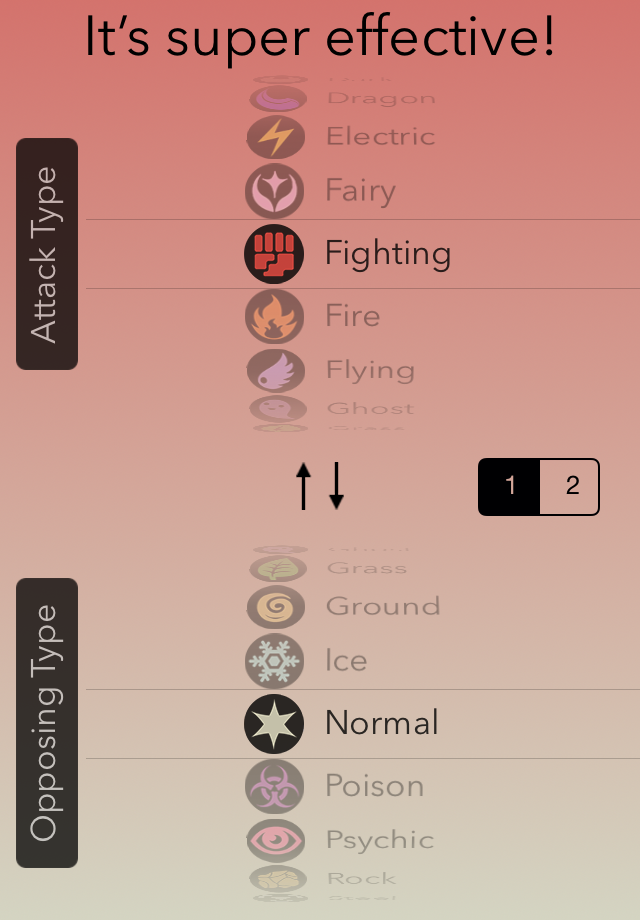 It's super effective!
Dragon
Electric
Fairy
Attack Type
Fighting
Fire
Flying
Ghost
1 2
Grass
Ground
Ice
Opposing Type
Normal
Poison
Psychic
Rock
Steel